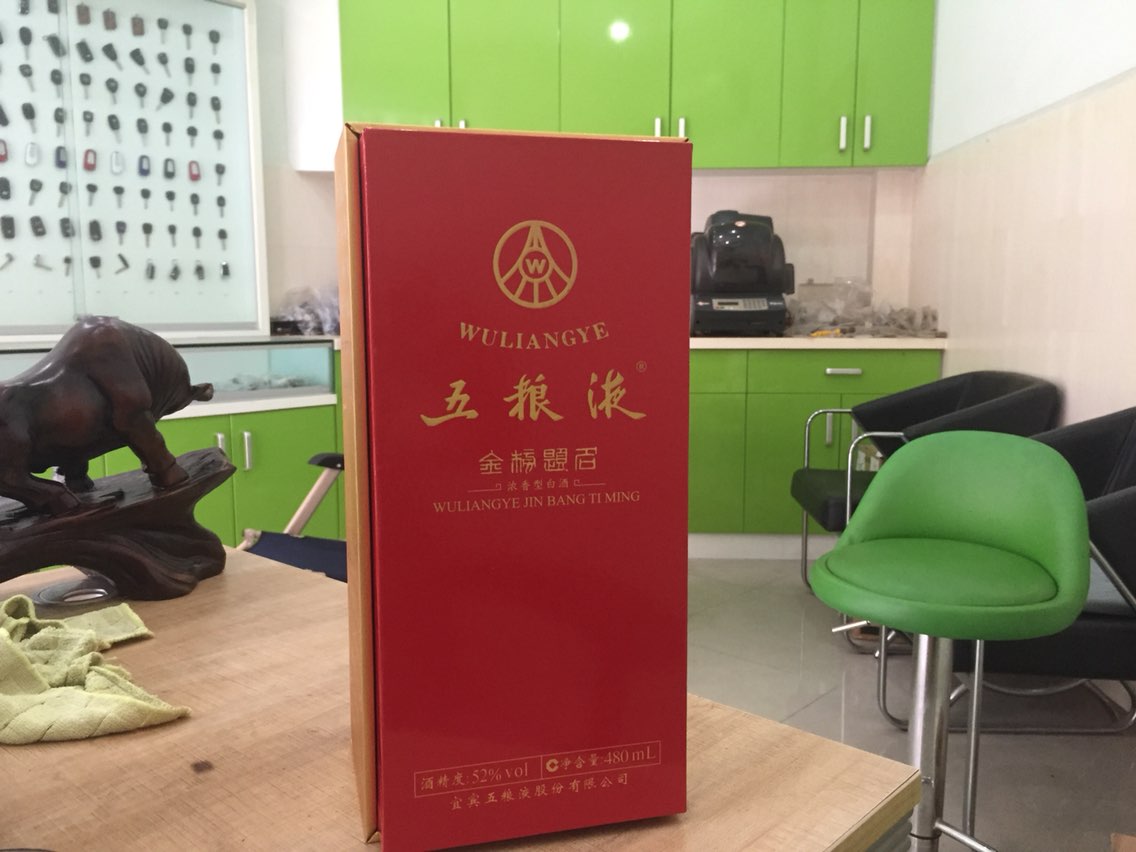 W
WULIANGYE
五粮液®
金榜题名
浓香型白酒
WULIANGYE JIN BANG TI MING
酒精度:52%vol C净含量:480mL
宜宾五粮液股份有限公司